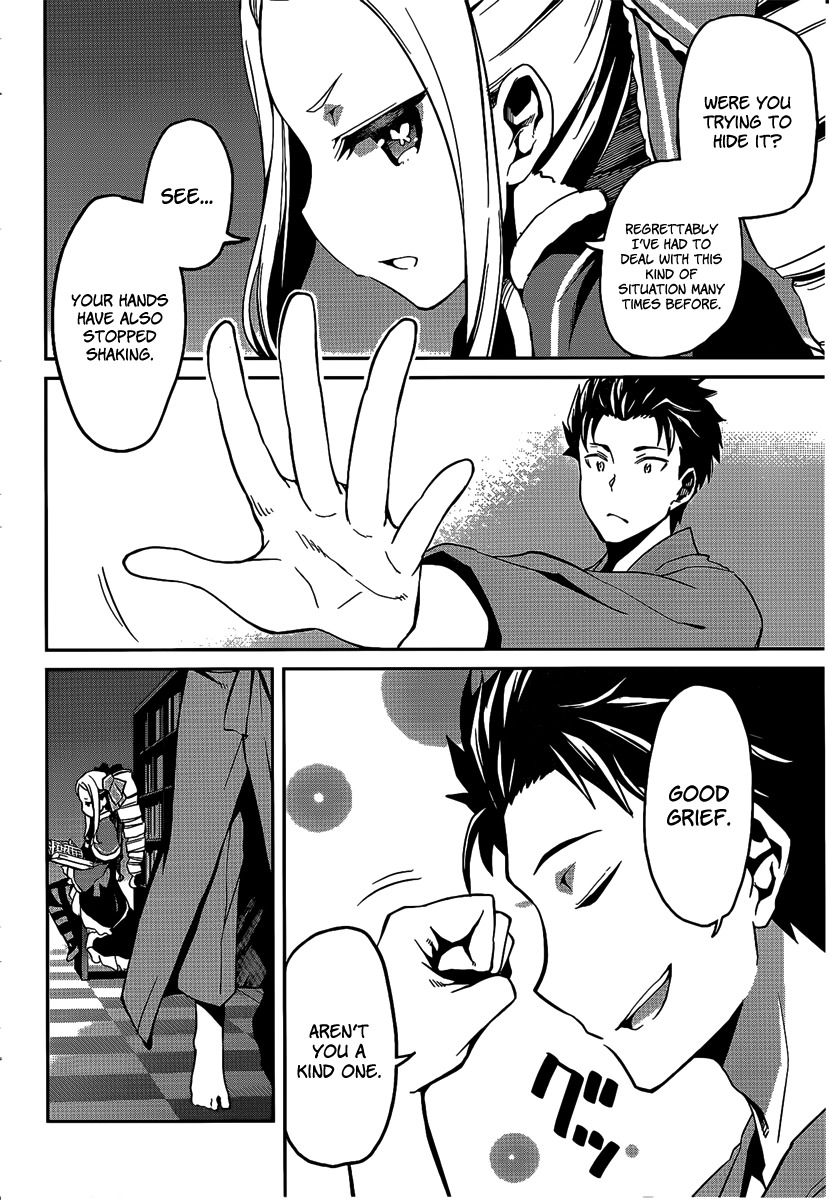 WERE YOU
TRYING TO
HIDE IT?
REGRETTABLY
I'VE HAD TO
DEAL WITH THIS
KIND OF
SITUATION MANY
TIMES BEFORE.
SEE...
YOUR HANDS
HAVE ALSO
STOPPED
SHAKING.
GOOD
GRIEF.
AREN'T
YOU A
KIND ONE.
グッ